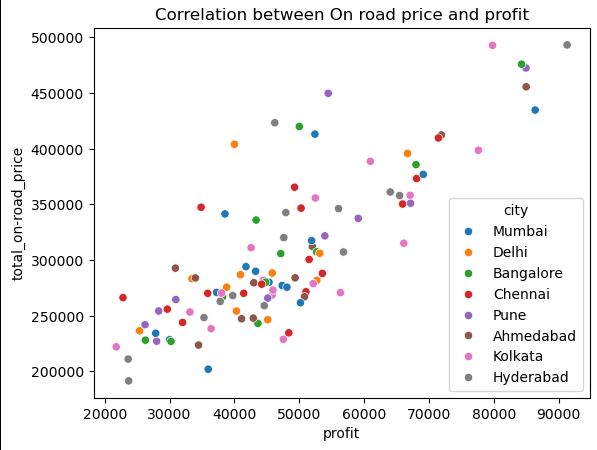 Correlation between On road price and profit
500000
450000
400000
350000
300000
250000
200000
total_on-road_price
city
Mumbai
Delhi
Bangalore
Chennai
Pune
Ahmedabad
Kolkata
Hyderabad
20000 30000 40000 50000 60000 70000 80000 90000
profit